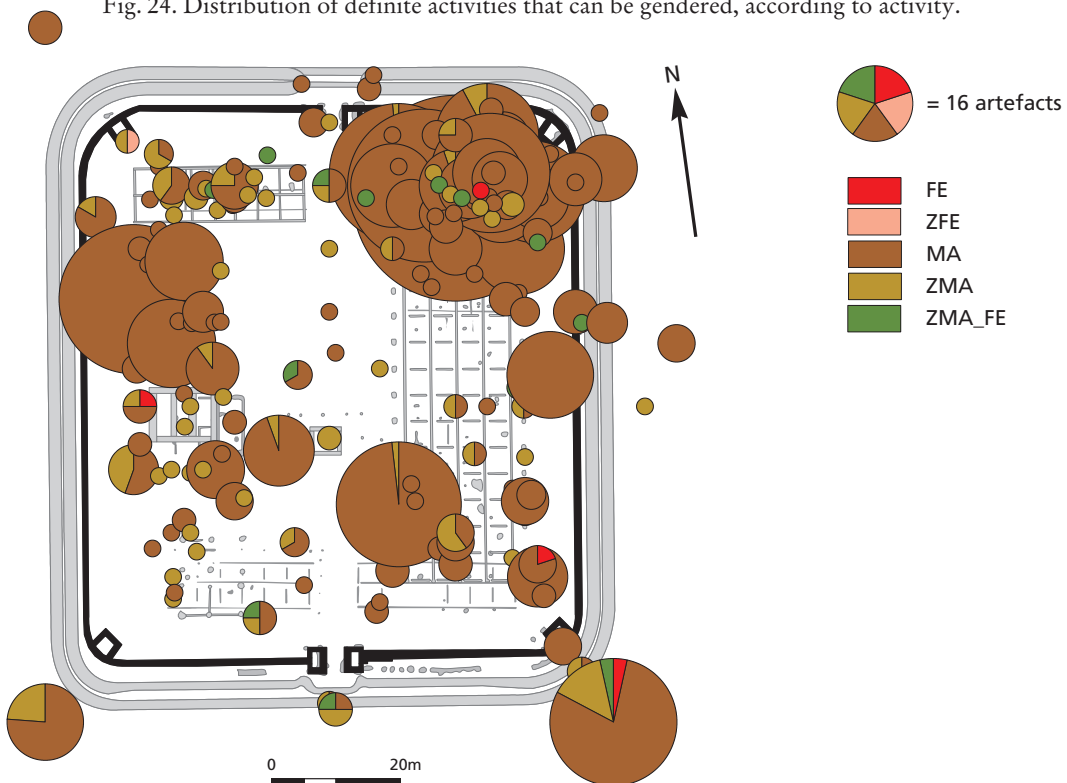 Fig. 24. Distribution of definite activities that can be gendered, according to activity.
N
= 16 artefacts
FE
ZFE
MA
ZMA
ZMA_FE
0 20m